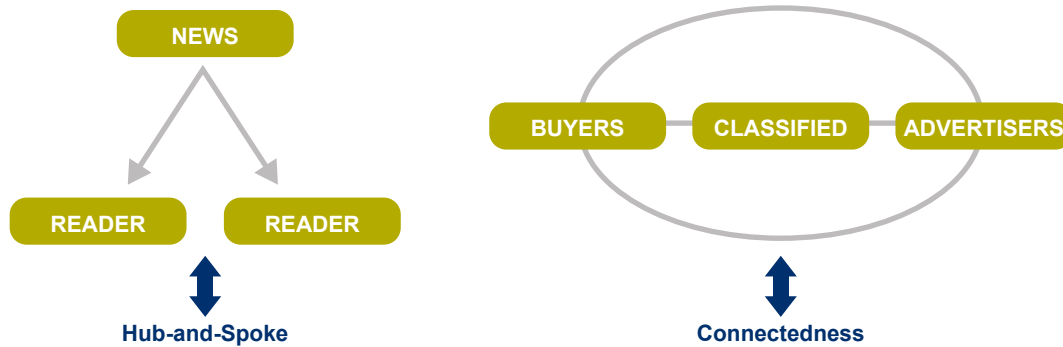 NEWS
BUYERS
CLASSIFIED
ADVERTISERS
READER
READER
Hub-and-Spoke
Connectedness